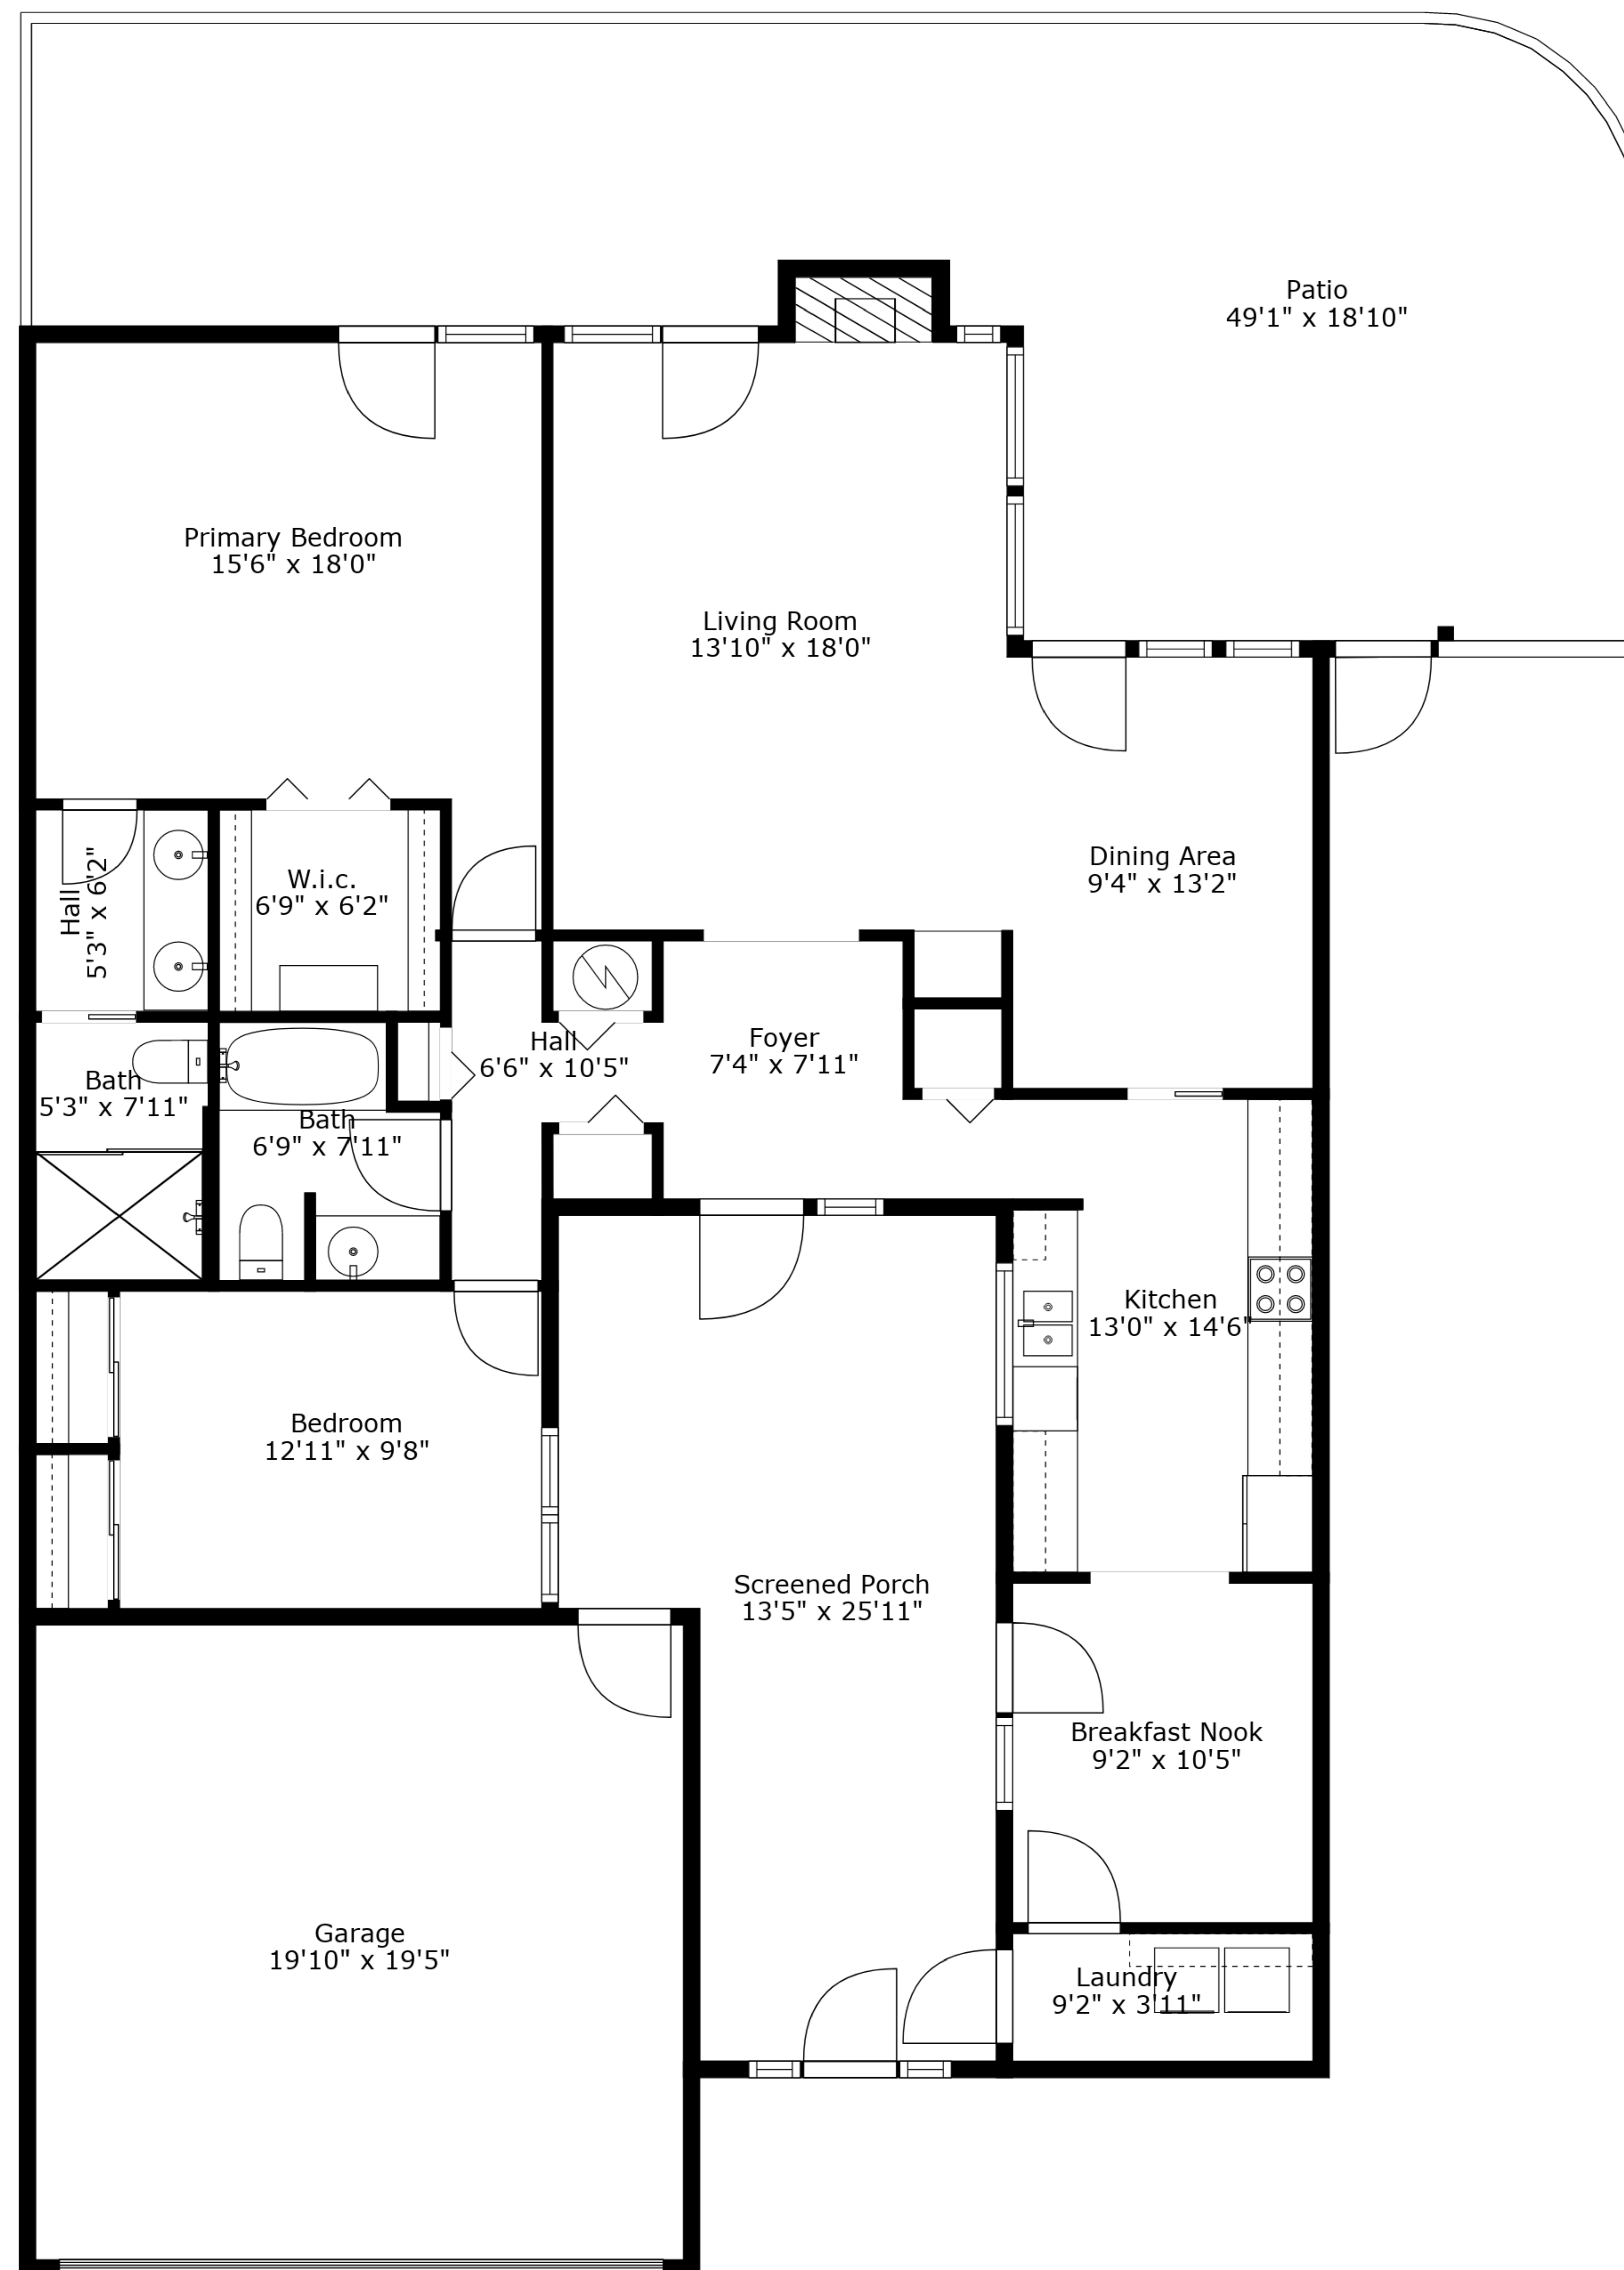 Patio
49'1" x 18'10"
Primary Bedroom
15'6" x 18'0"
Living Room
13'10" x 18'0"
Dining Area
9'4" x 13'2"
Hall
5'3" x 6'2"
W.i.c.
6'9" x 6'2"
Hall
6'6" x 10'5"
Foyer
7'4" x 7'11"
Bath
5'3" x 7'11"
Bath
6'9" x 7'11"
Kitchen
13'0" x 14'6"
Bedroom
12'11" x 9'8"
Screened Porch
13'5" x 25'11"
Breakfast Nook
9'2" x 10'5"
Garage
19'10" x 19'5"
Laundry
9'2" x 3'11"